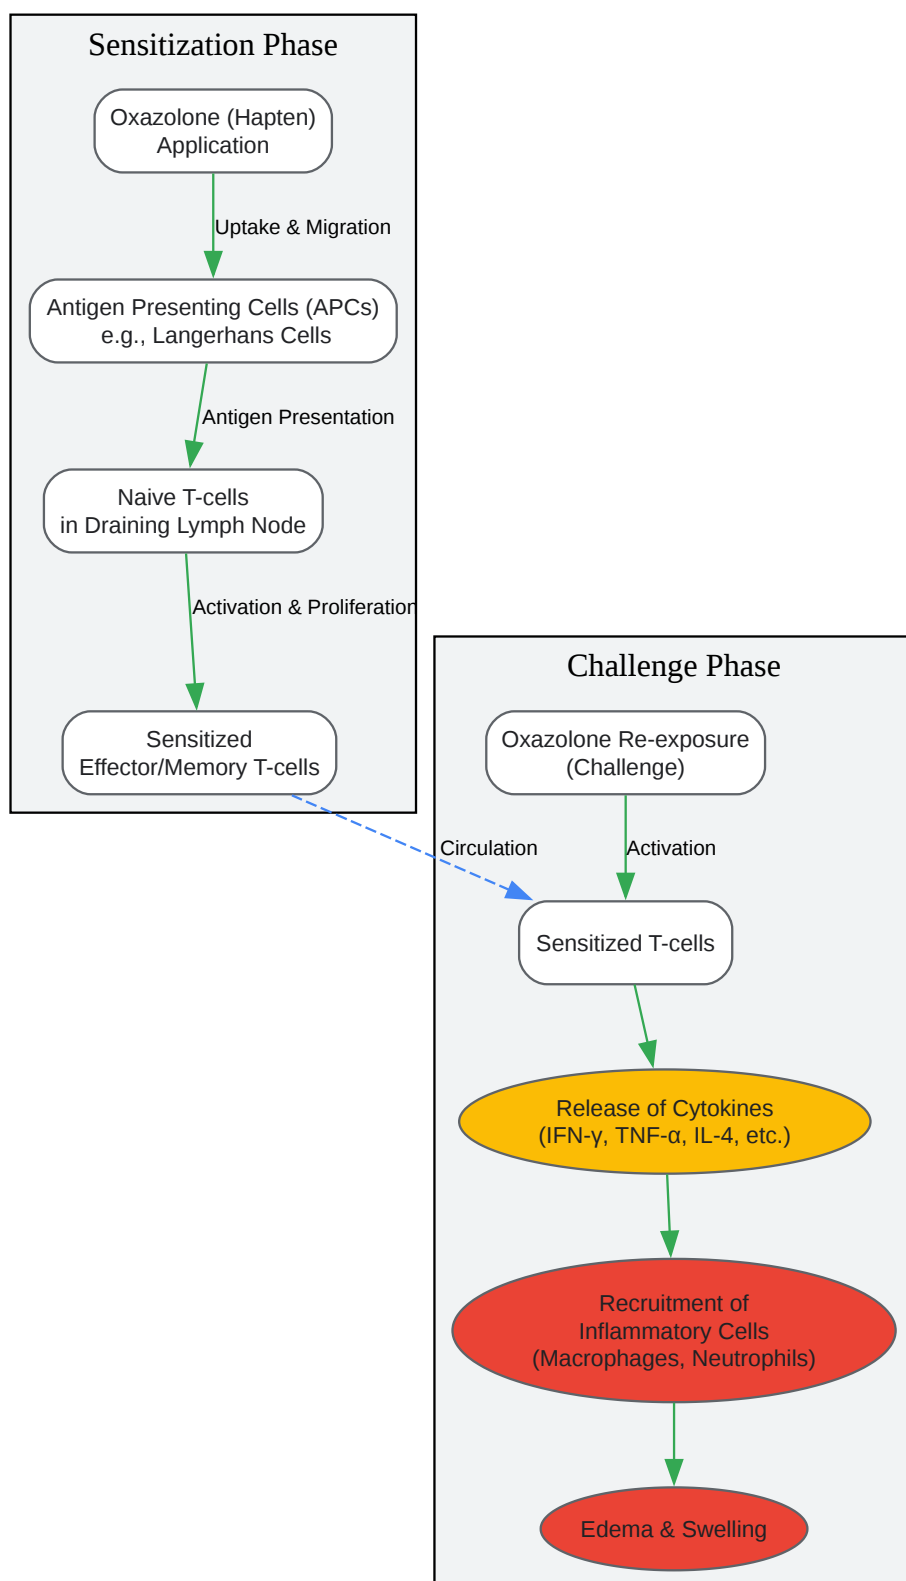 Sensitization Phase
Oxazolone (Hapten)
Application
Uptake & Migration
Antigen Presenting Cells (APCs)
e.g., Langerhans Cells
Antigen Presentation
Naive T-cells
in Draining Lymph Node
Activation & Proliferation
Sensitized
Effector/Memory T-cells
Circulation
Challenge Phase
Oxazolone Re-exposure
(Challenge)
Activation
Sensitized T-cells
Release of Cytokines
(IFN-γ, TNF-α, IL-4, etc.)
Recruitment of
Inflammatory Cells
(Macrophages, Neutrophils)
Edema & Swelling